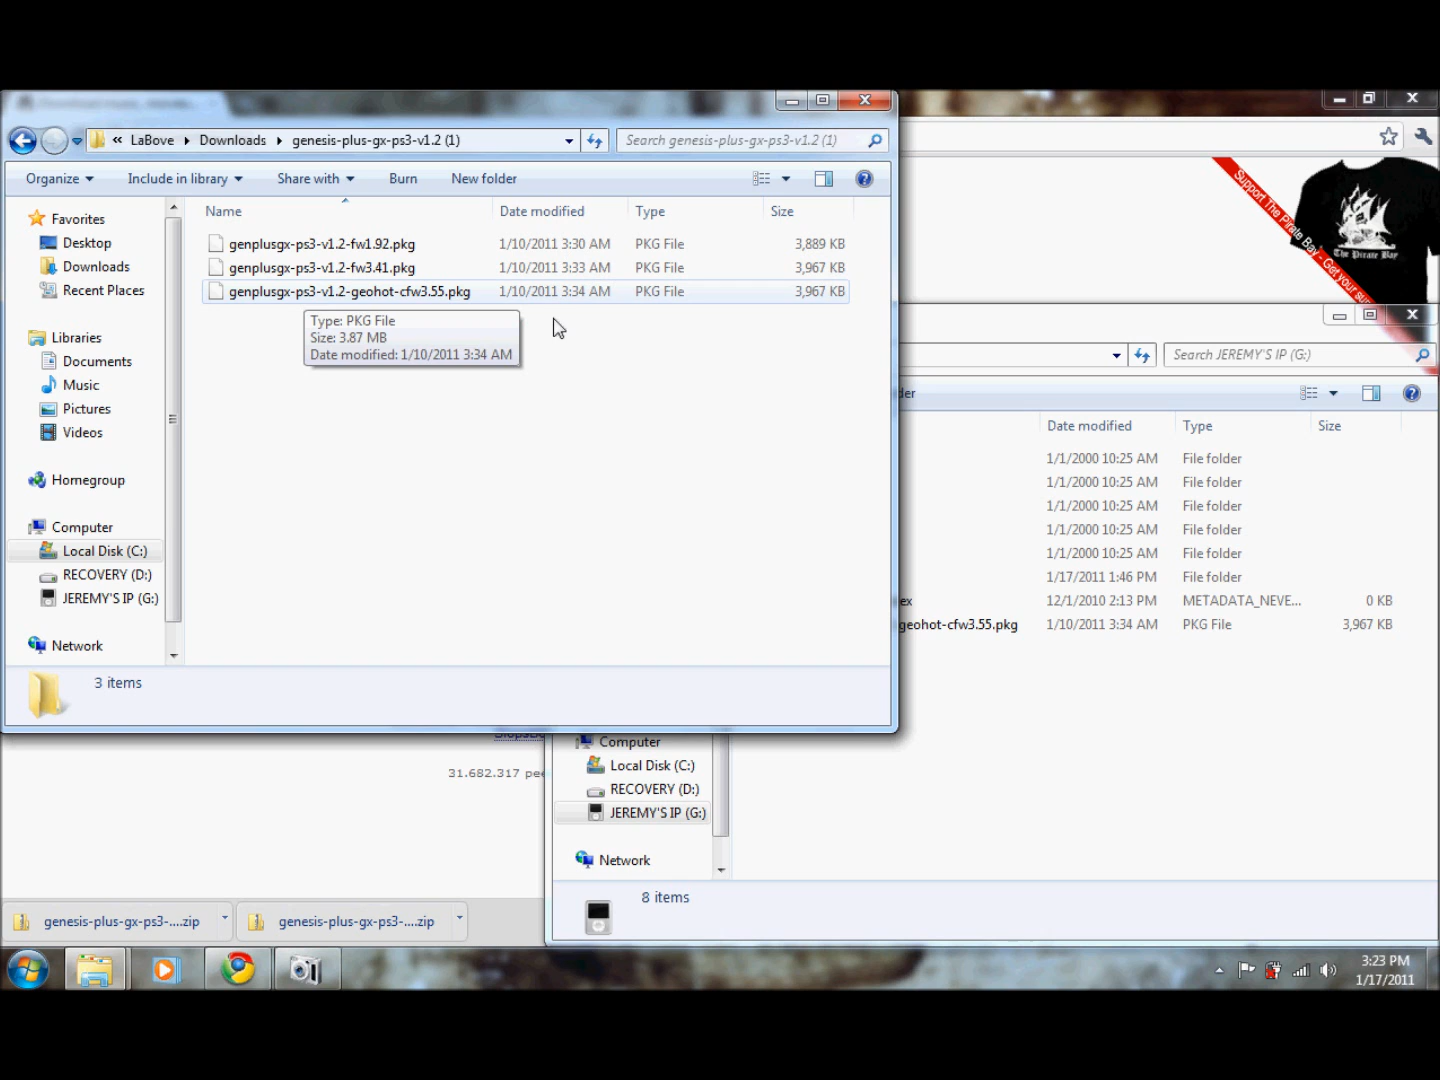 « LaBove ▸ Downloads ▸ genesis-plus-gx-ps3-v1.2 (1)
Search genesis-plus-gx-ps3-v1.2 (1)
Organize Include in library Share with Burn New folder
Name Date modified Type Size
Favorites
Desktop
Downloads
Recent Places
Libraries
Documents
Music
Pictures
Videos
Homegroup
Computer
Local Disk (C:)
RECOVERY (D:)
JEREMY'S IP (G:)
Network
genplusgx-ps3-v1.2-fw1.92.pkg 1/10/2011 3:30 AM PKG File 3,889 KB
genplusgx-ps3-v1.2-fw3.41.pkg 1/10/2011 3:33 AM PKG File 3,967 KB
genplusgx-ps3-v1.2-geohot-cfw3.55.pkg 1/10/2011 3:34 AM PKG File 3,967 KB
Type: PKG File
Size: 3.87 MB
Date modified: 1/10/2011 3:34 AM
3 items
Support The Pirate Bay - Get your
The Pirate Bay
Search JEREMY'S IP (G:)
der
Date modified Type Size
1/1/2000 10:25 AM File folder
1/1/2000 10:25 AM File folder
1/1/2000 10:25 AM File folder
1/1/2000 10:25 AM File folder
1/1/2000 10:25 AM File folder
1/17/2011 1:46 PM File folder
ex 12/1/2010 2:13 PM METADATA_NEVE... 0 KB
geohot-cfw3.55.pkg 1/10/2011 3:34 AM PKG File 3,967 KB
Computer
Local Disk (C:)
RECOVERY (D:)
JEREMY'S IP (G:)
Network
8 items
31.682.317 pee
genesis-plus-gx-ps3-....zip
genesis-plus-gx-ps3-....zip
3:23 PM
1/17/2011